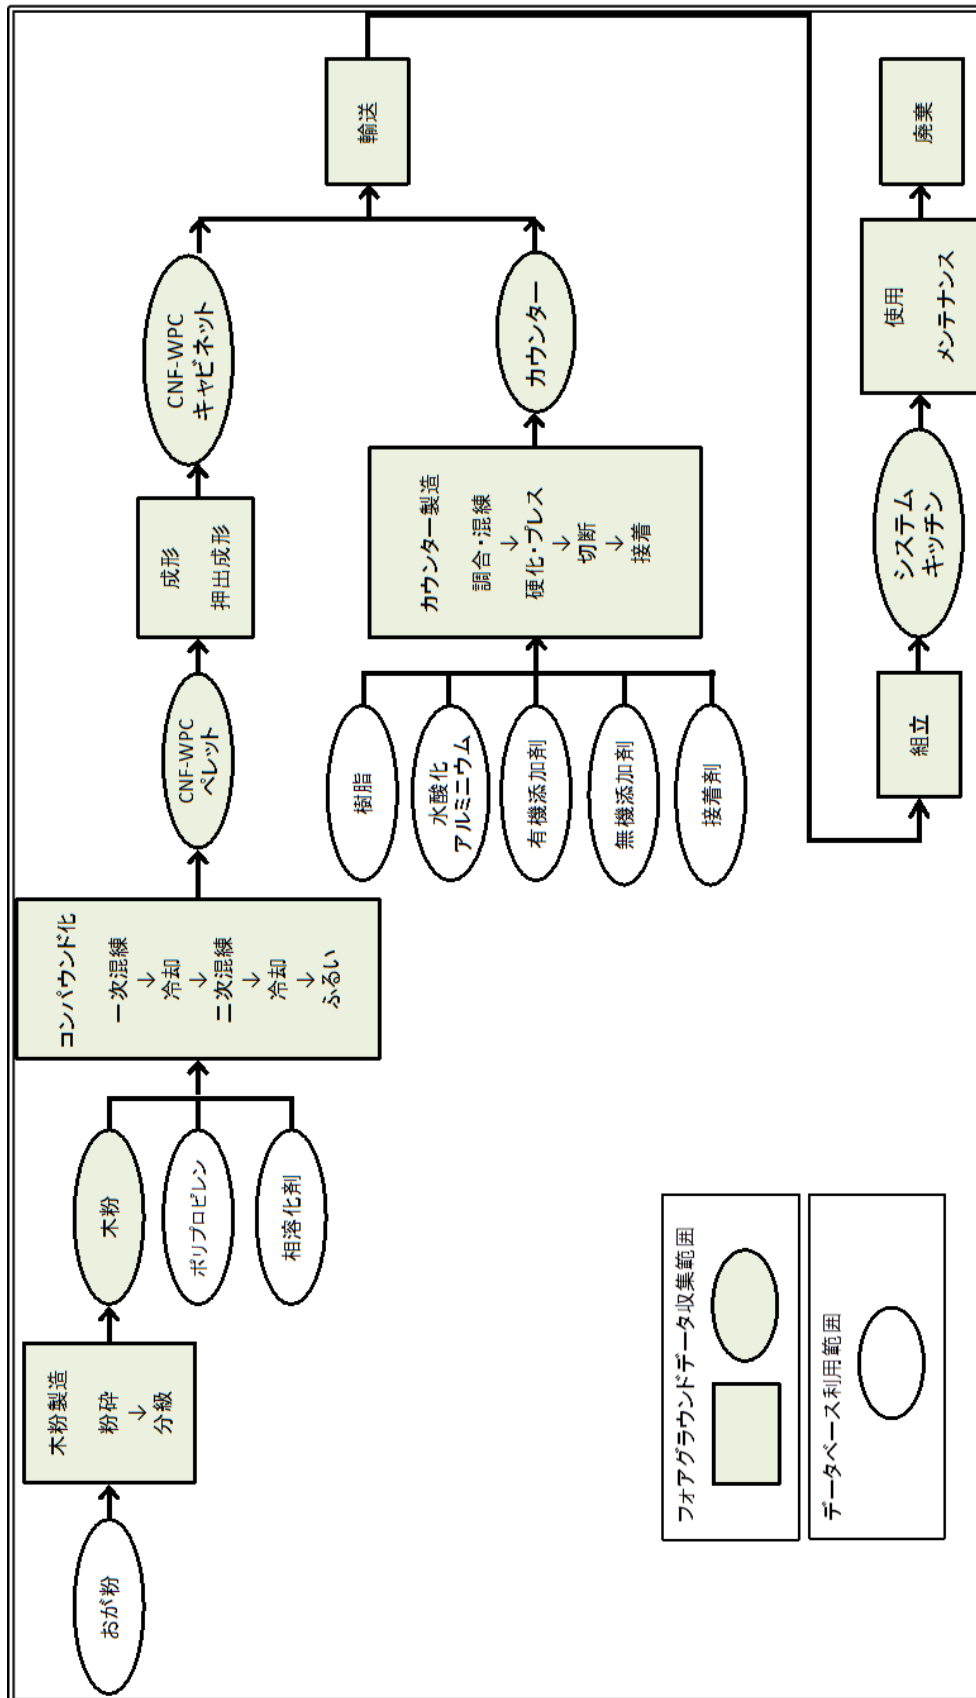 おが粉
木粉製造
粉砕
↓
分級
木粉
ポリプロピレン
相溶化剤
コンパウンド化
一次混練
↓
冷却
↓
二次混練
↓
冷却
↓
ふるい
CNF-WPC
ペレット
成形
押出成形
CNF-WPC
キャビネット
樹脂
水酸化
アルミニウム
有機添加剤
無機添加剤
接着剤
カウンター製造
調合・混練
↓
硬化・プレス
↓
切断
↓
接着
カウンター
輸送
組立
システム
キッチン
使用
メンテナンス
廃棄
フォアグラウンドデータ収集範囲
データベース利用範囲